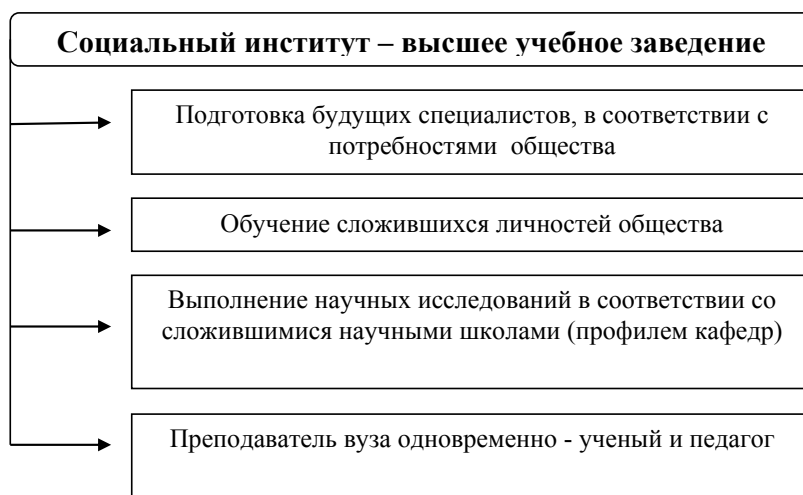 Социальный институт – высшее учебное заведение
Подготовка будущих специалистов, в соответствии с
потребностями общества
Обучение сложившихся личностей общества
Выполнение научных исследований в соответствии со
сложившимися научными школами (профилем кафедр)
Преподаватель вуза одновременно - ученый и педагог